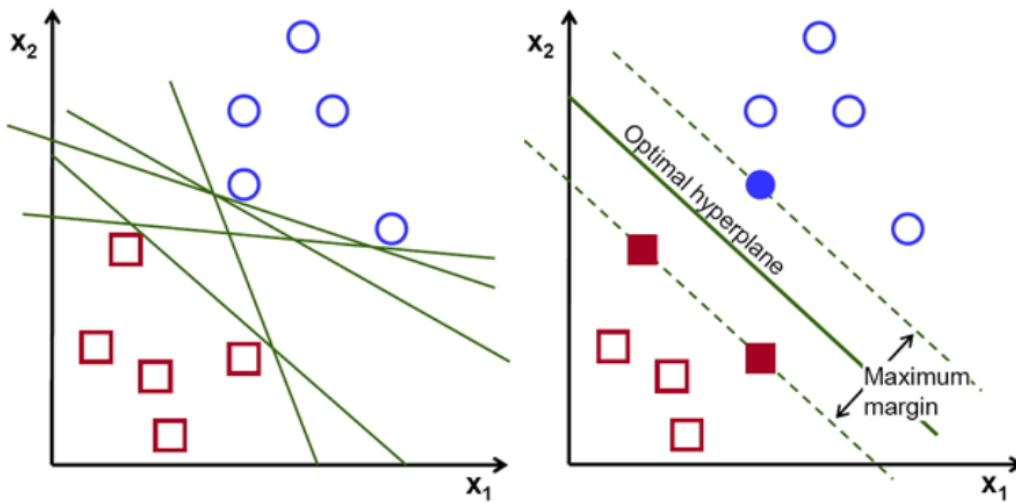 x₂
x₁
x₂
Optimal hyperplane
Maximum
margin
x₁